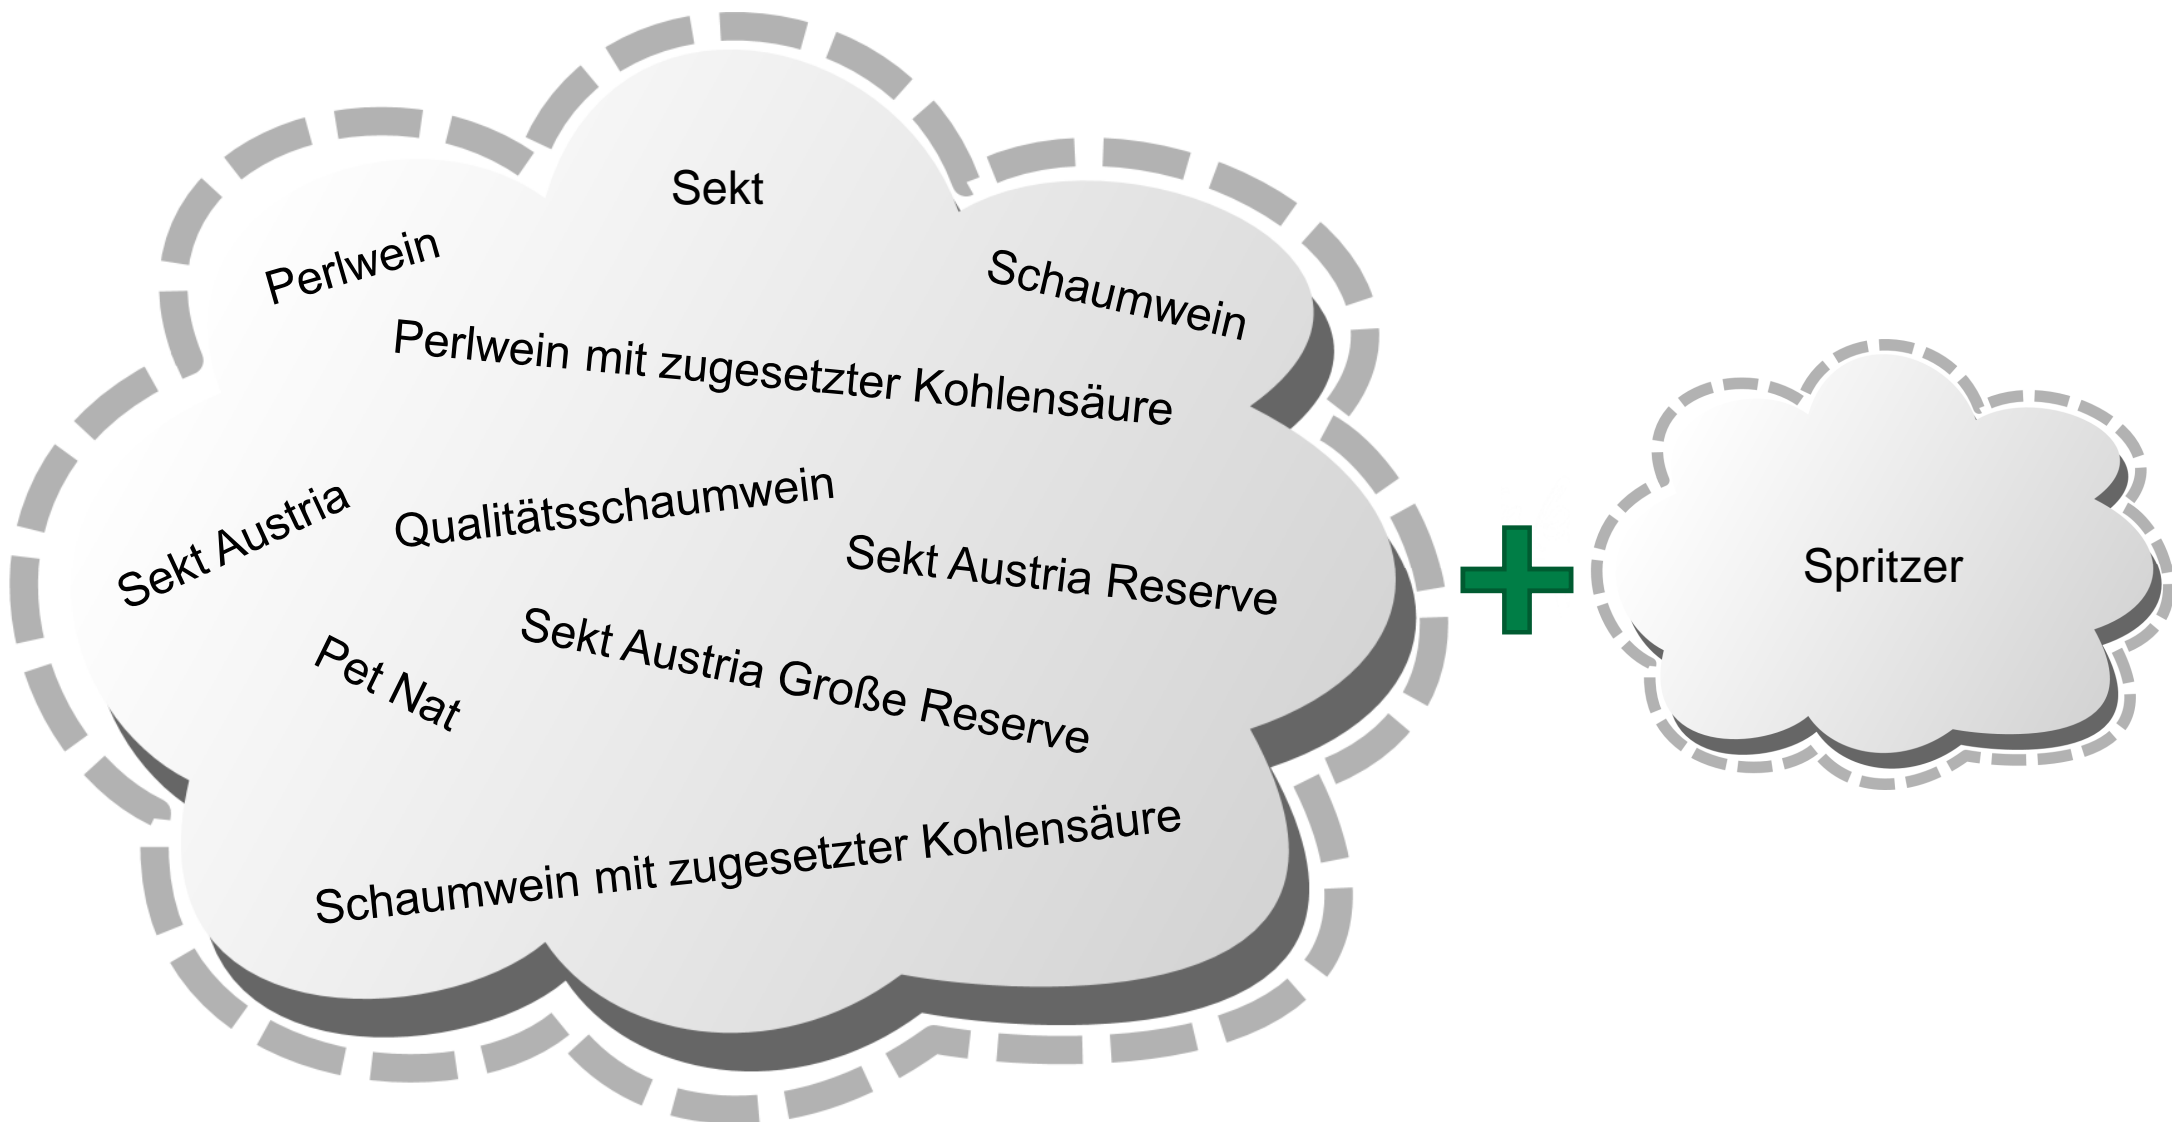 Sekt
Perlwein
Schaumwein
Perlwein mit zugesetzter Kohlensäure
Sekt Austria
Qualitätsschaumwein
Sekt Austria Reserve
Pet Nat
Sekt Austria Große Reserve
Schaumwein mit zugesetzter Kohlensäure
Spritzer